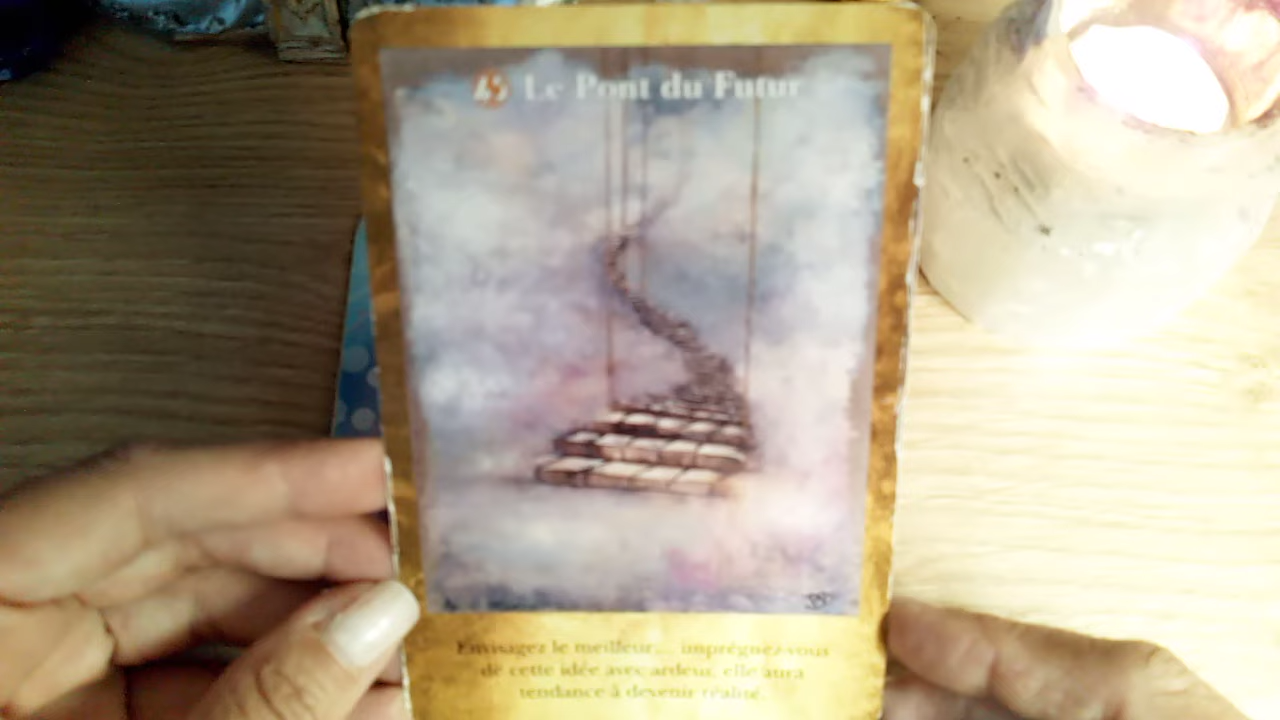 45 Le Pont du Futur
Envisagez le meilleur... imprégnez-vous
de cette idée avec ardeur, elle aura
tendance à devenir réalité.